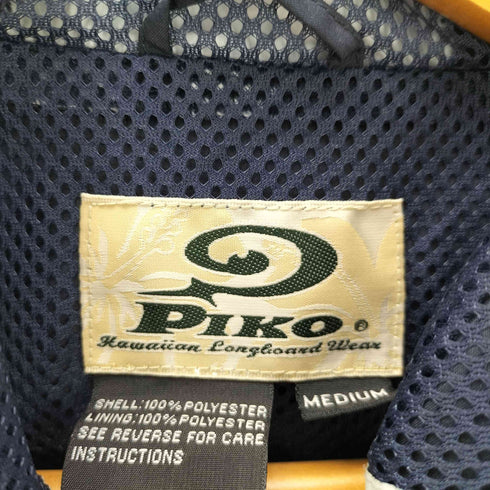 PIKO ®
Hawaiian Longboard Wear
MEDIUM
SHELL: 100% POLYESTER
LINING: 100% POLYESTER
SEE REVERSE FOR CARE
INSTRUCTIONS